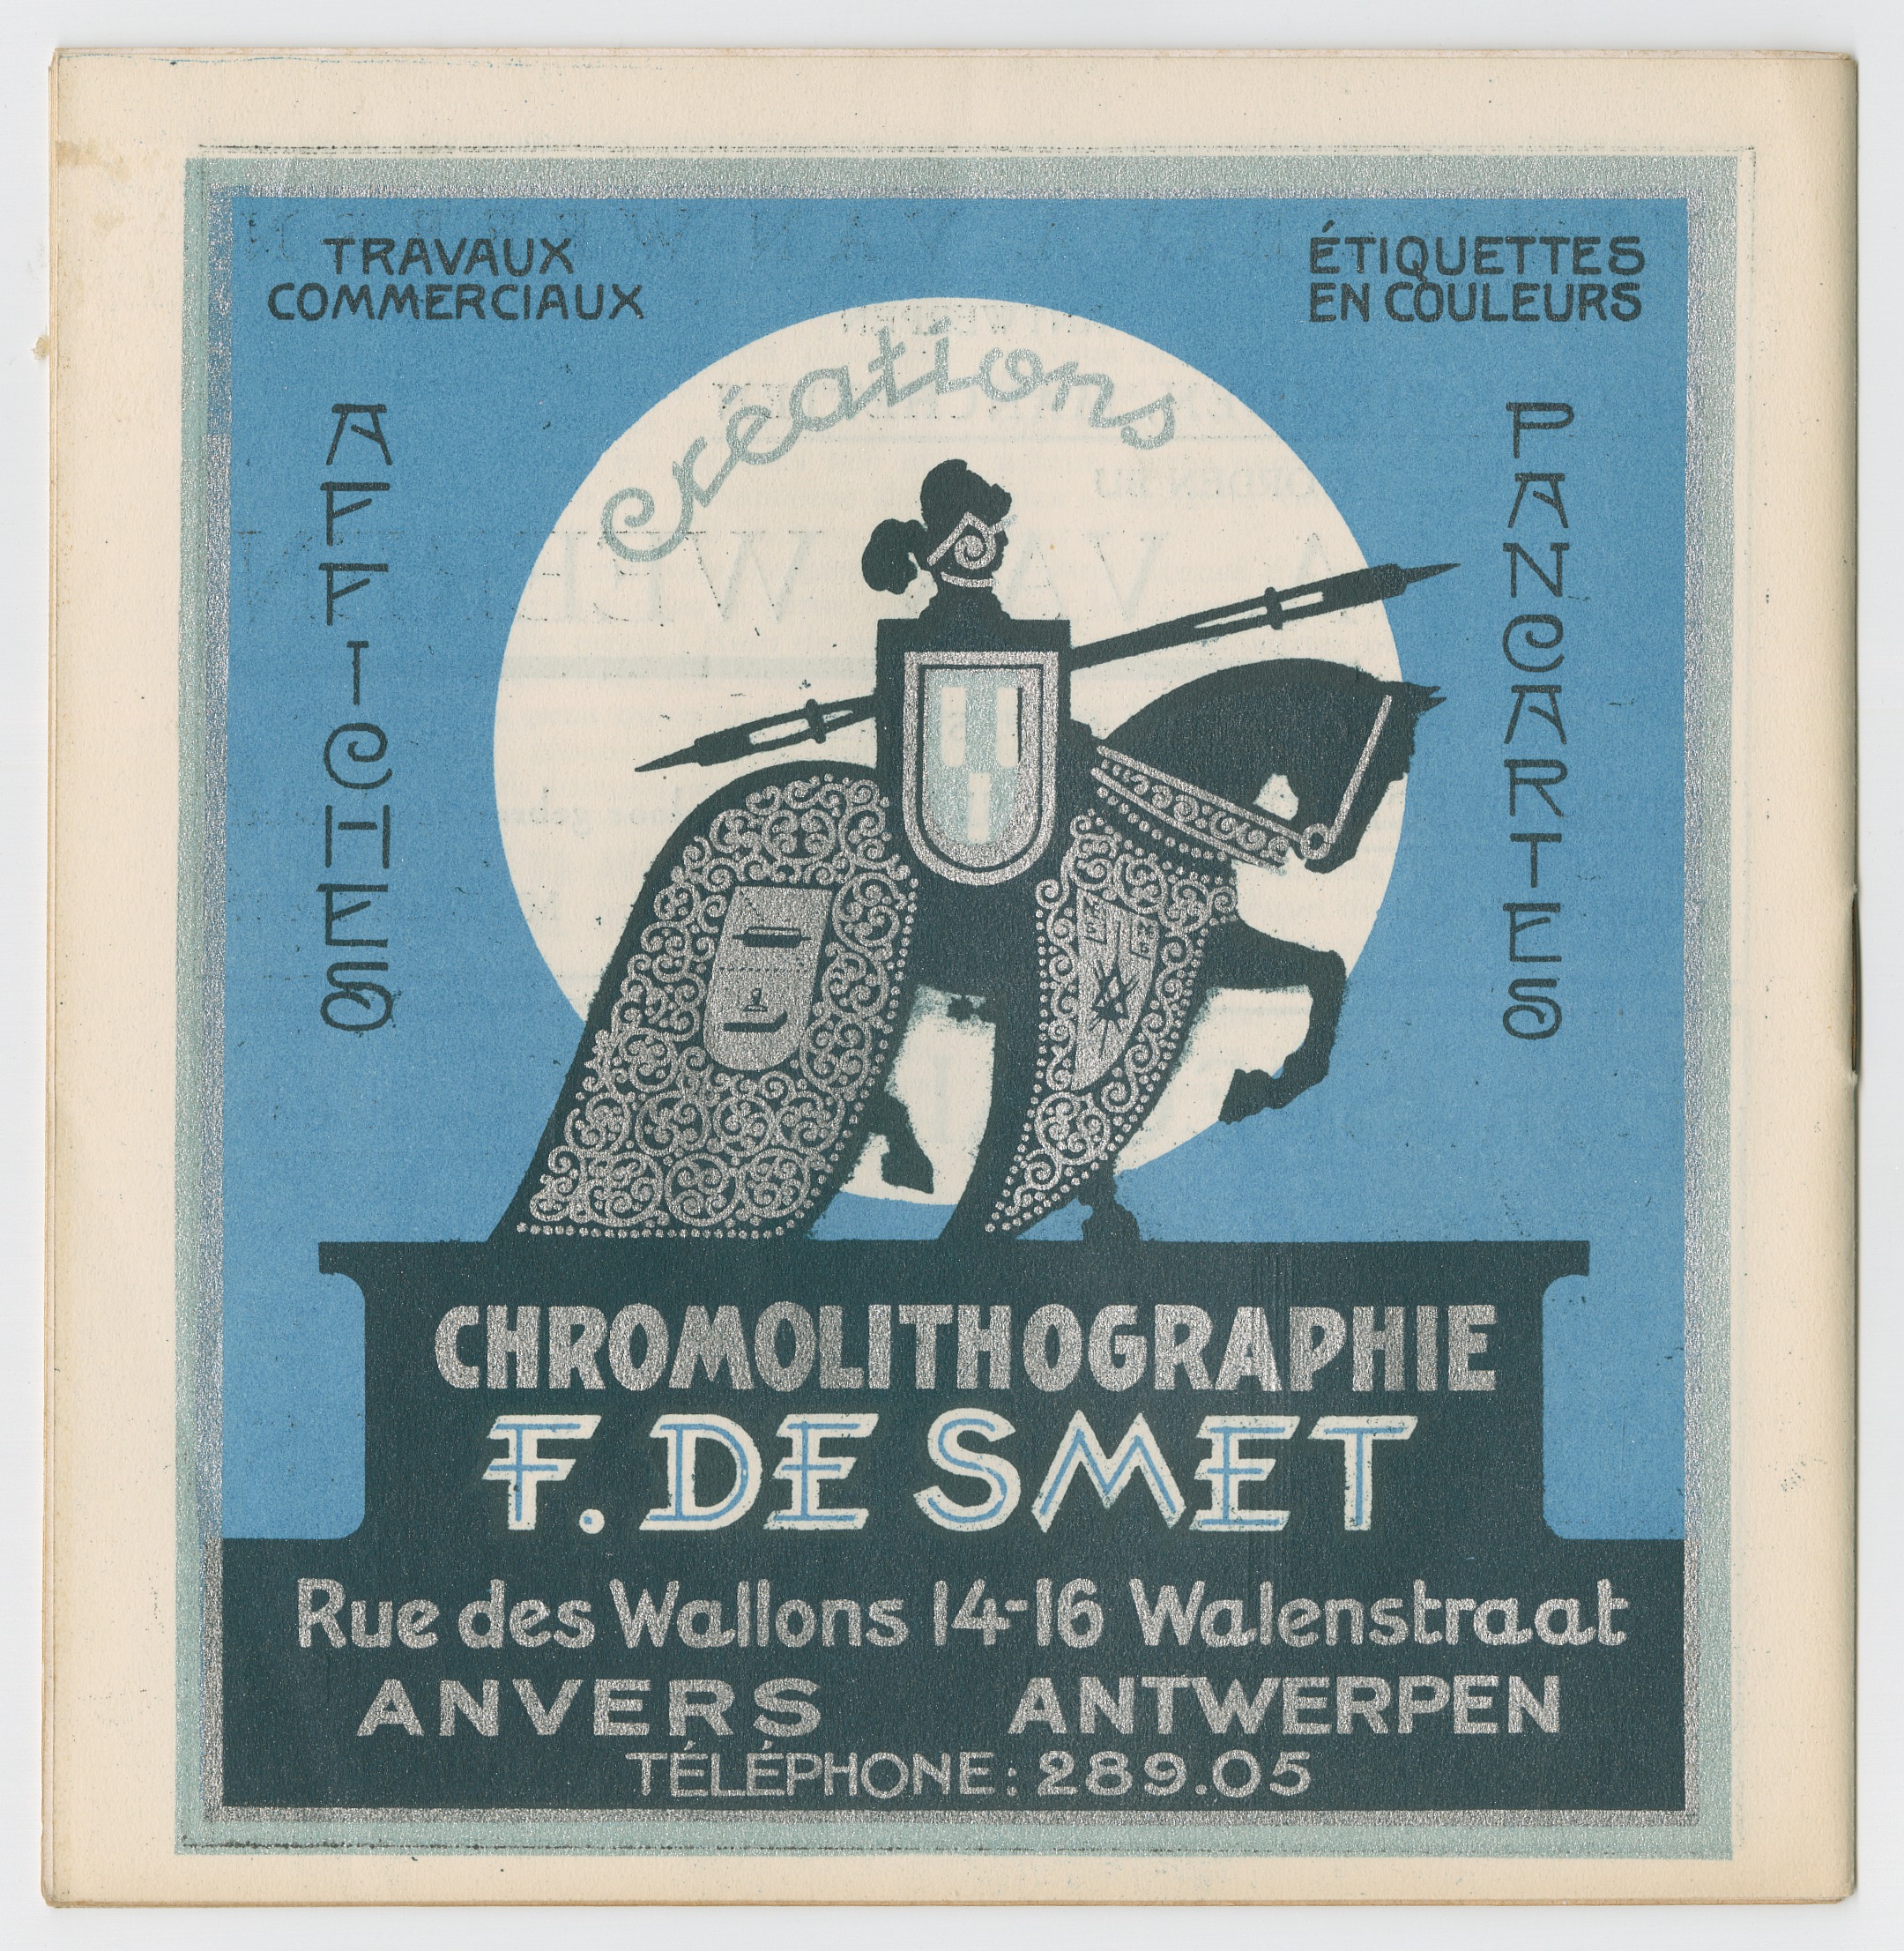 TRAVAUX
COMMERCIAUX
ÉTIQUETTES
EN COULEURS
Créations
AFFICHES
PANCARTES
CHROMOLITHOGRAPHIE
F. DE SMET
Rue des Wallons 14-16 Walenstraat
ANVERS ANTWERPEN
TÉLÉPHONE: 289.05